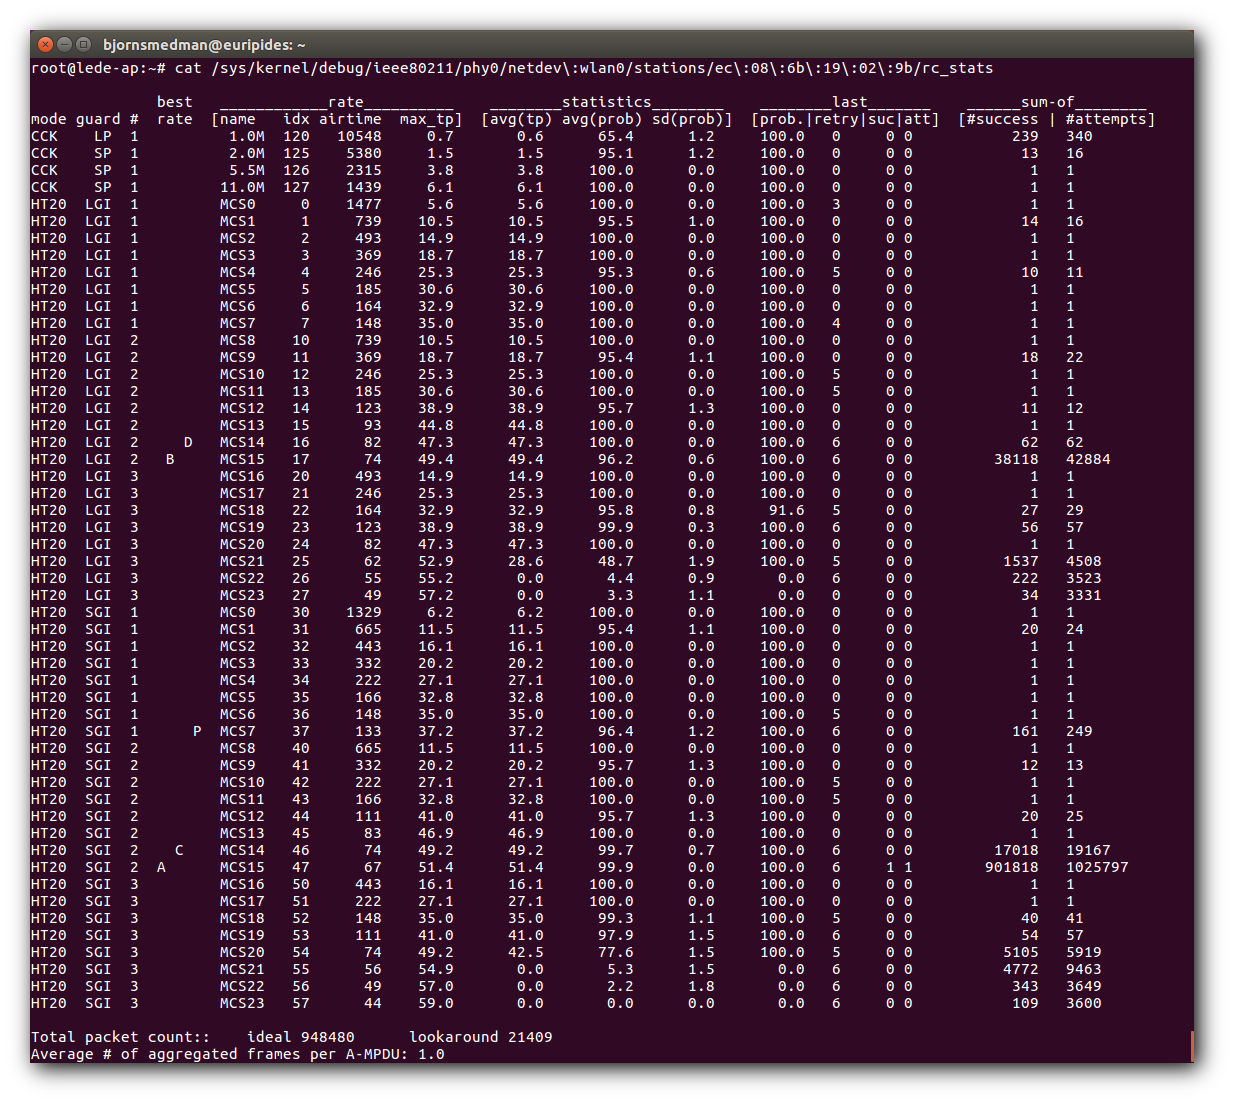 bjornsmedman@euripides: ~
root@lede-ap:~# cat /sys/kernel/debug/ieee80211/phy0/netdev\:wlan0/stations/ec\:08\:6b\:19\:02\:9b/rc_stats
best ____________rate__________ ________statistics________ ________last_______ ______sum-of________
mode guard # rate [name idx airtime max_tp] [avg(tp) avg(prob) sd(prob)] [prob.|retry|suc|att] [#success | #attempts]
CCK LP 1 1.0M 120 10548 0.7 0.6 65.4 1.2 100.0 0 0 0 239 340
CCK SP 1 2.0M 125 5380 1.5 1.5 95.1 1.2 100.0 0 0 0 13 16
CCK SP 1 5.5M 126 2315 3.8 3.8 100.0 0.0 100.0 0 0 0 1 1
CCK SP 1 11.0M 127 1439 6.1 6.1 100.0 0.0 100.0 0 0 0 1 1
HT20 LGI 1 MCS0 0 1477 5.6 5.6 100.0 0.0 100.0 3 0 0 1 1
HT20 LGI 1 MCS1 1 739 10.5 10.5 95.5 1.0 100.0 0 0 0 14 16
HT20 LGI 1 MCS2 2 493 14.9 14.9 100.0 0.0 100.0 0 0 0 1 1
HT20 LGI 1 MCS3 3 369 18.7 18.7 100.0 0.0 100.0 0 0 0 1 1
HT20 LGI 1 MCS4 4 246 25.3 25.3 95.3 0.6 100.0 5 0 0 10 11
HT20 LGI 1 MCS5 5 185 30.6 30.6 100.0 0.0 100.0 0 0 0 1 1
HT20 LGI 1 MCS6 6 164 32.9 32.9 100.0 0.0 100.0 0 0 0 1 1
HT20 LGI 1 MCS7 7 148 35.0 35.0 100.0 0.0 100.0 4 0 0 1 1
HT20 LGI 2 MCS8 10 739 10.5 10.5 100.0 0.0 100.0 0 0 0 1 1
HT20 LGI 2 MCS9 11 369 18.7 18.7 95.4 1.1 100.0 0 0 0 18 22
HT20 LGI 2 MCS10 12 246 25.3 25.3 100.0 0.0 100.0 5 0 0 1 1
HT20 LGI 2 MCS11 13 185 30.6 30.6 100.0 0.0 100.0 5 0 0 1 1
HT20 LGI 2 MCS12 14 123 38.9 38.9 95.7 1.3 100.0 0 0 0 11 12
HT20 LGI 2 MCS13 15 93 44.8 44.8 100.0 0.0 100.0 0 0 0 1 1
HT20 LGI 2 D MCS14 16 82 47.3 47.3 100.0 0.0 100.0 6 0 0 62 62
HT20 LGI 2 B MCS15 17 74 49.4 49.4 96.2 0.6 100.0 6 0 0 38118 42884
HT20 LGI 3 MCS16 20 493 14.9 14.9 100.0 0.0 100.0 0 0 0 1 1
HT20 LGI 3 MCS17 21 246 25.3 25.3 100.0 0.0 100.0 0 0 0 1 1
HT20 LGI 3 MCS18 22 164 32.9 32.9 95.8 0.8 91.6 5 0 0 27 29
HT20 LGI 3 MCS19 23 123 38.9 38.9 99.9 0.3 100.0 6 0 0 56 57
HT20 LGI 3 MCS20 24 82 47.3 47.3 100.0 0.0 100.0 0 0 0 1 1
HT20 LGI 3 MCS21 25 62 52.9 28.6 48.7 1.9 100.0 5 0 0 1537 4508
HT20 LGI 3 MCS22 26 55 55.2 0.0 4.4 0.9 0.0 6 0 0 222 3523
HT20 LGI 3 MCS23 27 49 57.2 0.0 3.3 1.1 0.0 0 0 0 34 3331
HT20 SGI 1 MCS0 30 1329 6.2 6.2 100.0 0.0 100.0 0 0 0 1 1
HT20 SGI 1 MCS1 31 665 11.5 11.5 95.4 1.1 100.0 0 0 0 20 24
HT20 SGI 1 MCS2 32 443 16.1 16.1 100.0 0.0 100.0 0 0 0 1 1
HT20 SGI 1 MCS3 33 332 20.2 20.2 100.0 0.0 100.0 0 0 0 1 1
HT20 SGI 1 MCS4 34 222 27.1 27.1 100.0 0.0 100.0 0 0 0 1 1
HT20 SGI 1 MCS5 35 166 32.8 32.8 100.0 0.0 100.0 0 0 0 1 1
HT20 SGI 1 MCS6 36 148 35.0 35.0 100.0 0.0 100.0 5 0 0 1 1
HT20 SGI 1 P MCS7 37 133 37.2 37.2 96.4 1.2 100.0 6 0 0 161 249
HT20 SGI 2 MCS8 40 665 11.5 11.5 100.0 0.0 100.0 0 0 0 1 1
HT20 SGI 2 MCS9 41 332 20.2 20.2 95.7 1.3 100.0 0 0 0 12 13
HT20 SGI 2 MCS10 42 222 27.1 27.1 100.0 0.0 100.0 5 0 0 1 1
HT20 SGI 2 MCS11 43 166 32.8 32.8 100.0 0.0 100.0 5 0 0 1 1
HT20 SGI 2 MCS12 44 111 41.0 41.0 95.7 1.3 100.0 0 0 0 20 25
HT20 SGI 2 MCS13 45 83 46.9 46.9 100.0 0.0 100.0 0 0 0 1 1
HT20 SGI 2 C MCS14 46 74 49.2 49.2 99.7 0.7 100.0 6 0 0 17018 19167
HT20 SGI 2 A MCS15 47 67 51.4 51.4 99.9 0.0 100.0 6 1 1 901818 1025797
HT20 SGI 3 MCS16 50 443 16.1 16.1 100.0 0.0 100.0 0 0 0 1 1
HT20 SGI 3 MCS17 51 222 27.1 27.1 100.0 0.0 100.0 0 0 0 1 1
HT20 SGI 3 MCS18 52 148 35.0 35.0 99.3 1.1 100.0 5 0 0 40 41
HT20 SGI 3 MCS19 53 111 41.0 41.0 97.9 1.5 100.0 6 0 0 54 57
HT20 SGI 3 MCS20 54 74 49.2 42.5 77.6 1.5 100.0 5 0 0 5105 5919
HT20 SGI 3 MCS21 55 56 54.9 0.0 5.3 1.5 0.0 6 0 0 4772 9463
HT20 SGI 3 MCS22 56 49 57.0 0.0 2.2 1.8 0.0 6 0 0 343 3649
HT20 SGI 3 MCS23 57 44 59.0 0.0 0.0 0.0 0.0 6 0 0 109 3600
Total packet count:: ideal 948480 lookaround 21409
Average # of aggregated frames per A-MPDU: 1.0